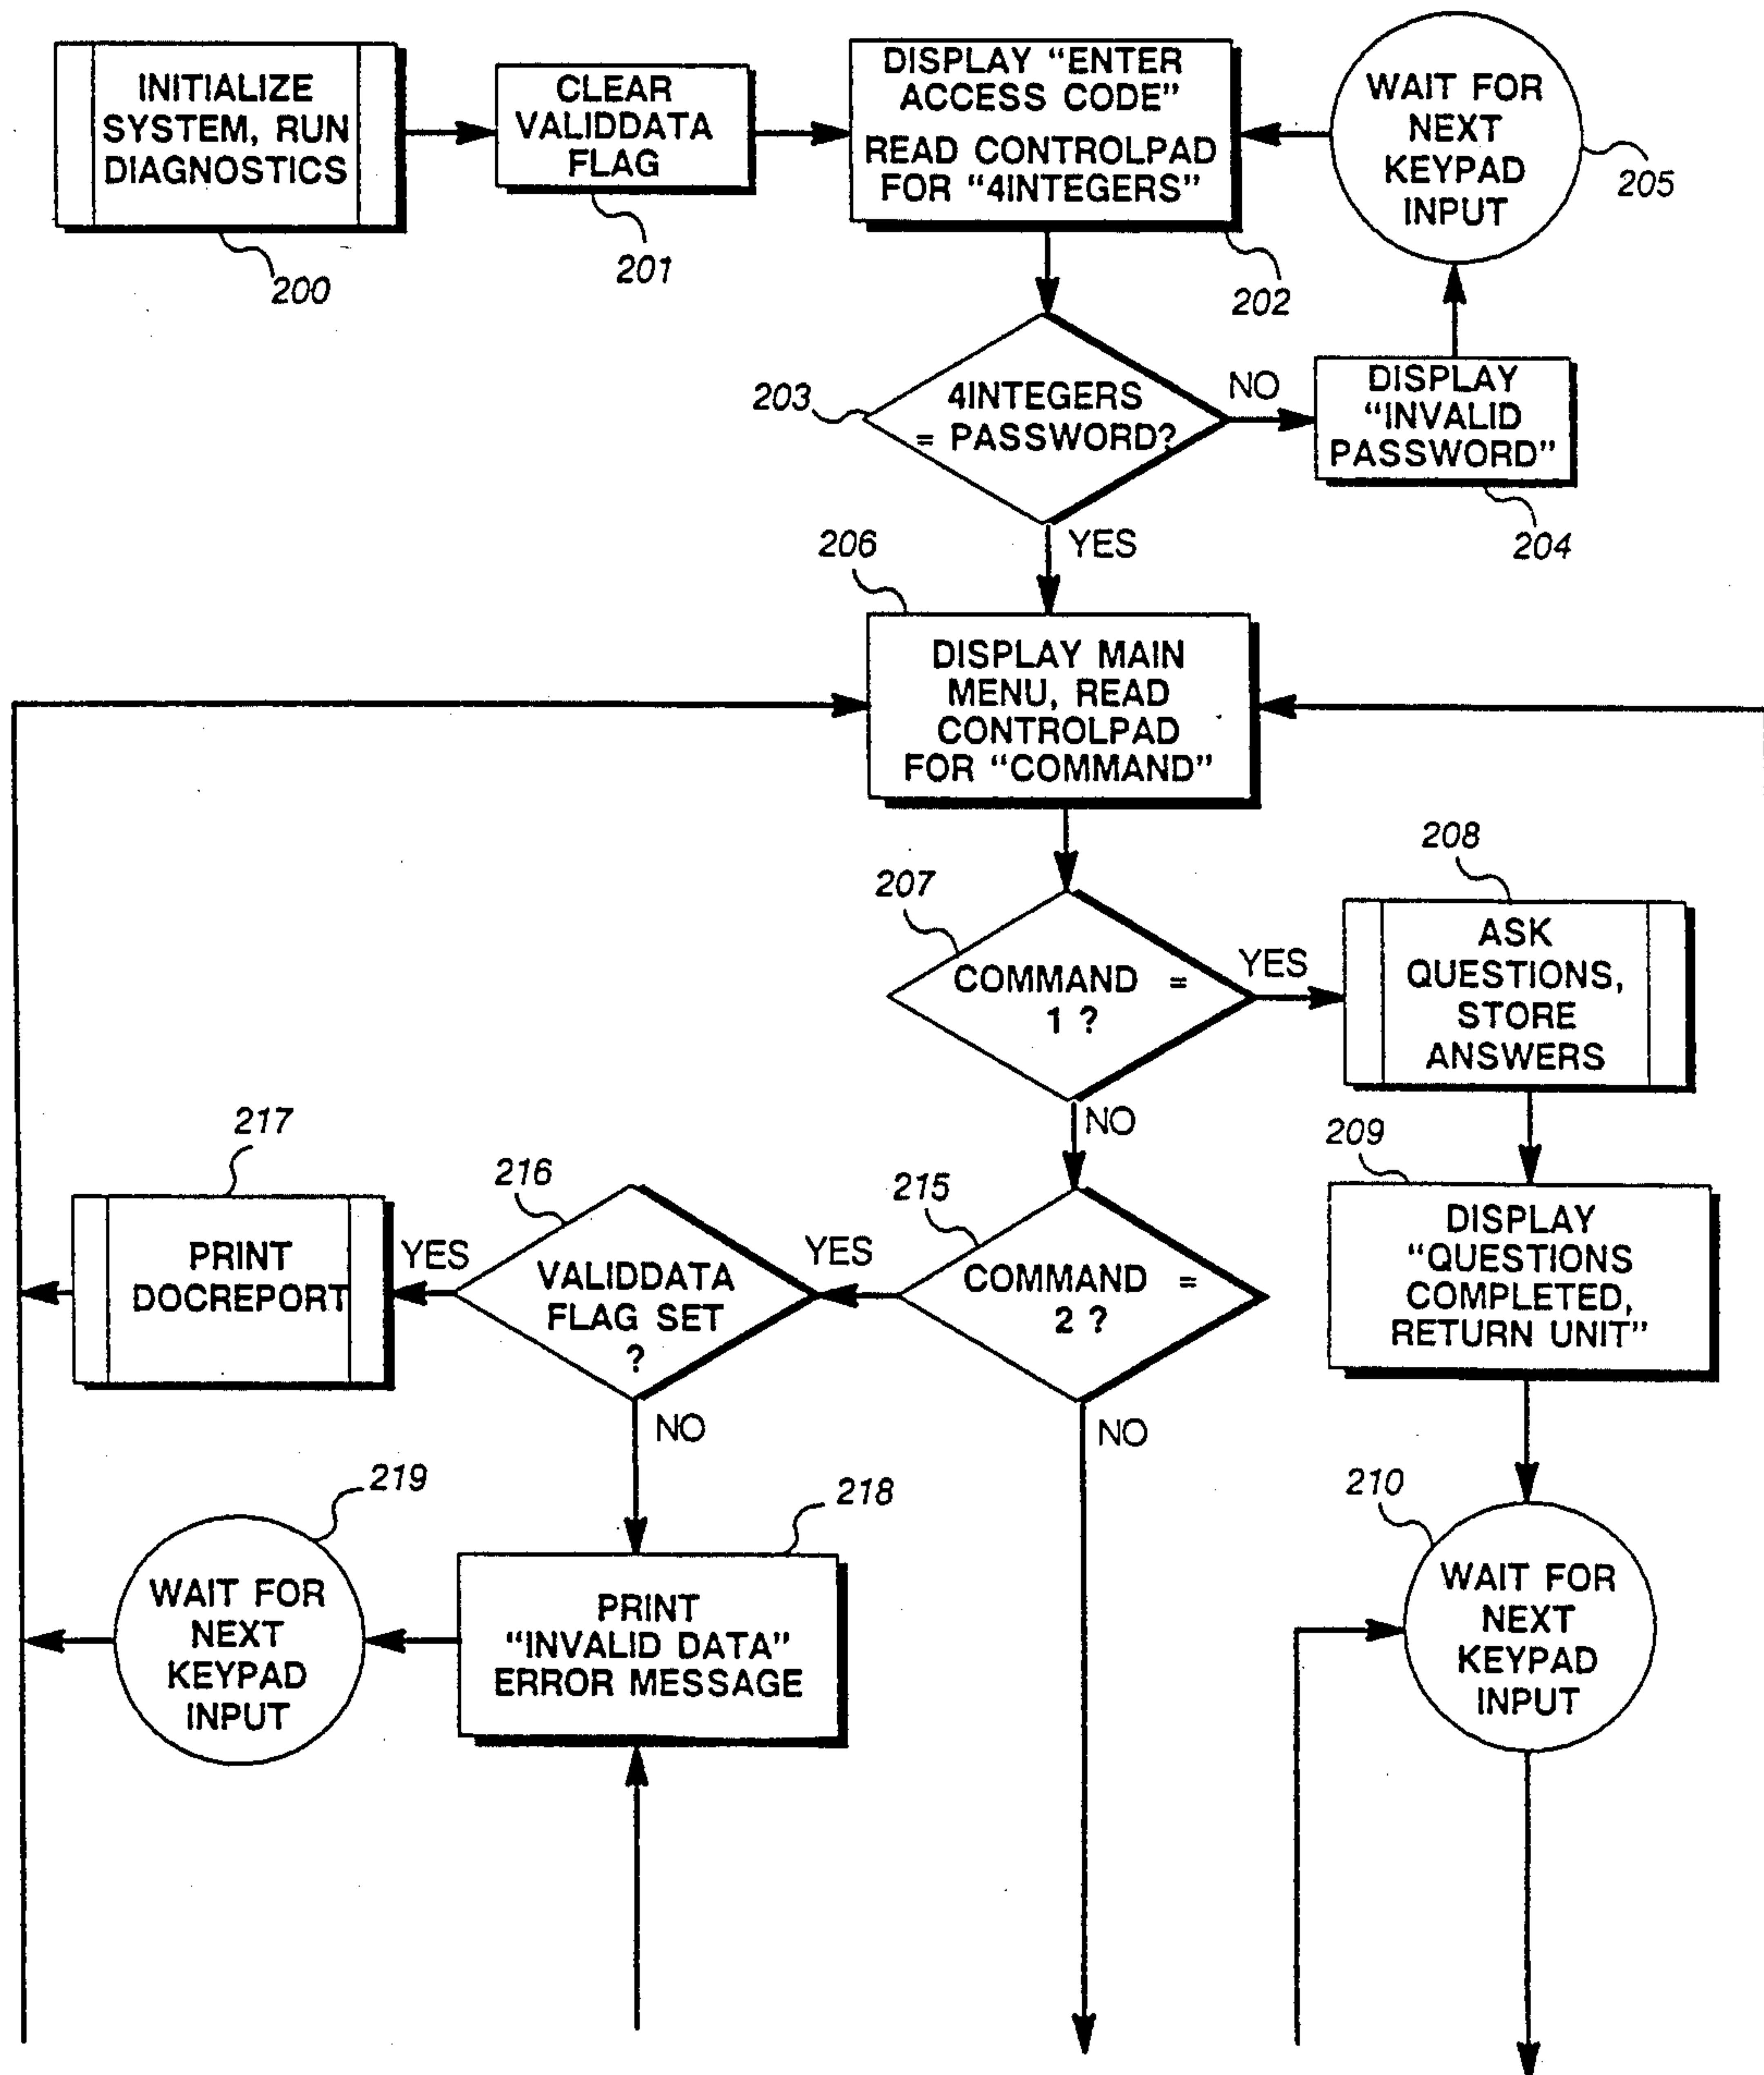 INITIALIZE
SYSTEM, RUN
DIAGNOSTICS
200
CLEAR
VALIDDATA
FLAG
201
DISPLAY “ENTER
ACCESS CODE”
READ CONTROLPAD
FOR “4INTEGERS”
202
WAIT FOR
NEXT
KEYPAD
INPUT
205
203
4INTEGERS
= PASSWORD?
NO
DISPLAY
“INVALID
PASSWORD”
204
YES
206
DISPLAY MAIN
MENU, READ
CONTROLPAD
FOR “COMMAND”
207
COMMAND =
1 ?
YES
208
ASK
QUESTIONS,
STORE
ANSWERS
NO
209
DISPLAY
“QUESTIONS
COMPLETED,
RETURN UNIT”
215
COMMAND =
2 ?
YES
216
VALIDDATA
FLAG SET
?
YES
217
PRINT
DOCREPORT
NO
NO
210
WAIT FOR
NEXT
KEYPAD
INPUT
218
PRINT
“INVALID DATA”
ERROR MESSAGE
219
WAIT FOR
NEXT
KEYPAD
INPUT